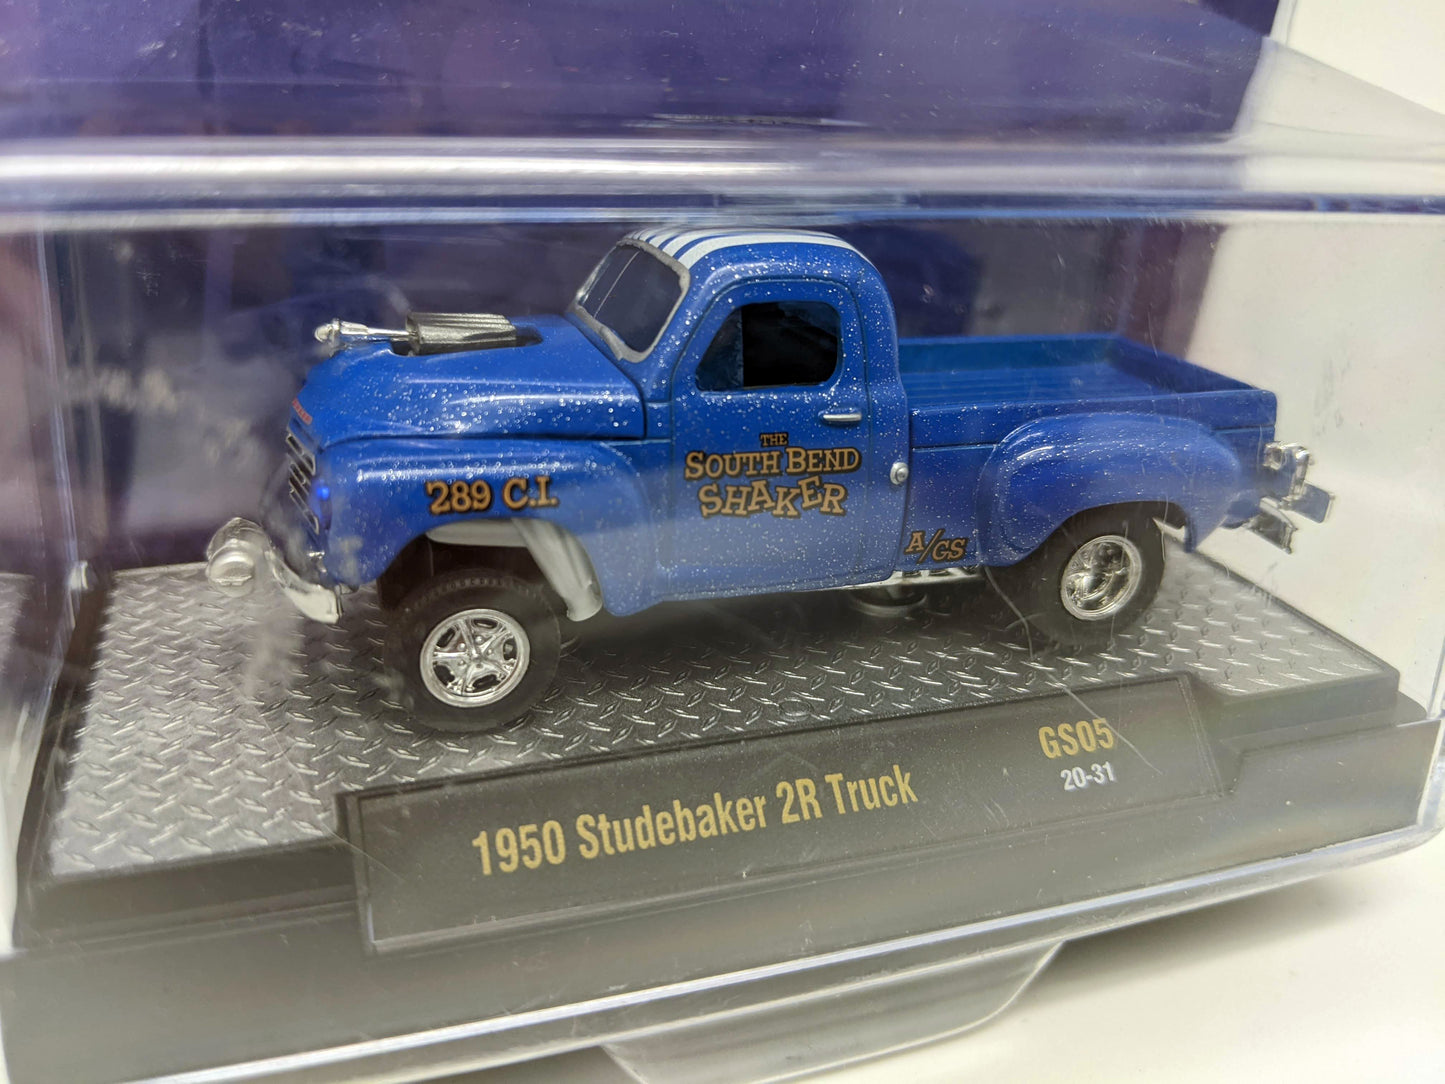 THE
SOUTH BEND
SHAKER
289 C.I.
A/GS
1950 Studebaker 2R Truck
GS05
20-31